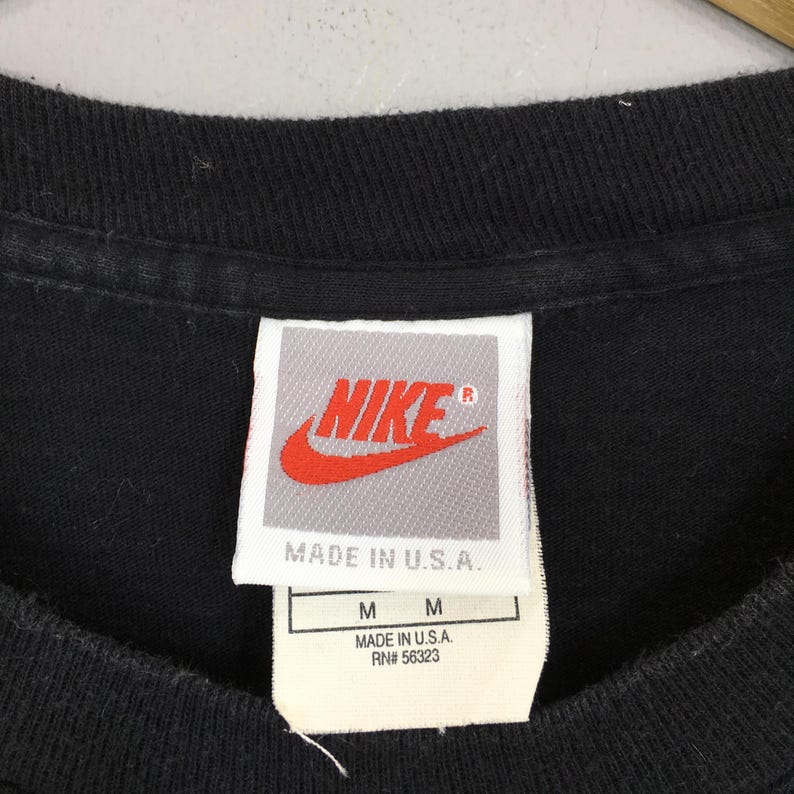 NIKE ®
MADE IN U.S.A.
M M
MADE IN U.S.A.
RN# 56323